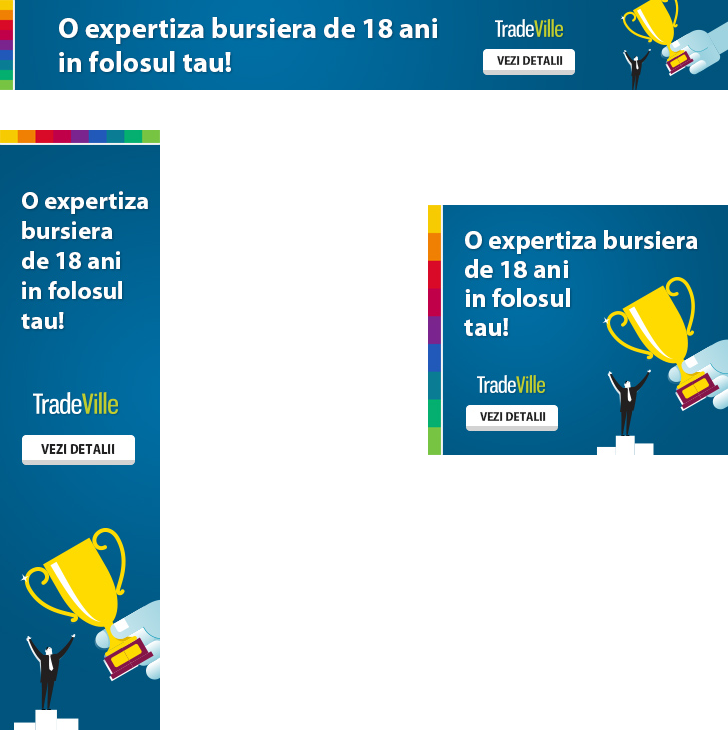 O expertiza bursiera de 18 ani
in folosul tau!
TradeVille
VEZI DETALII
O expertiza
bursiera
de 18 ani
in folosul
tau!
TradeVille
VEZI DETALII
O expertiza bursiera
de 18 ani
in folosul
tau!
TradeVille
VEZI DETALII